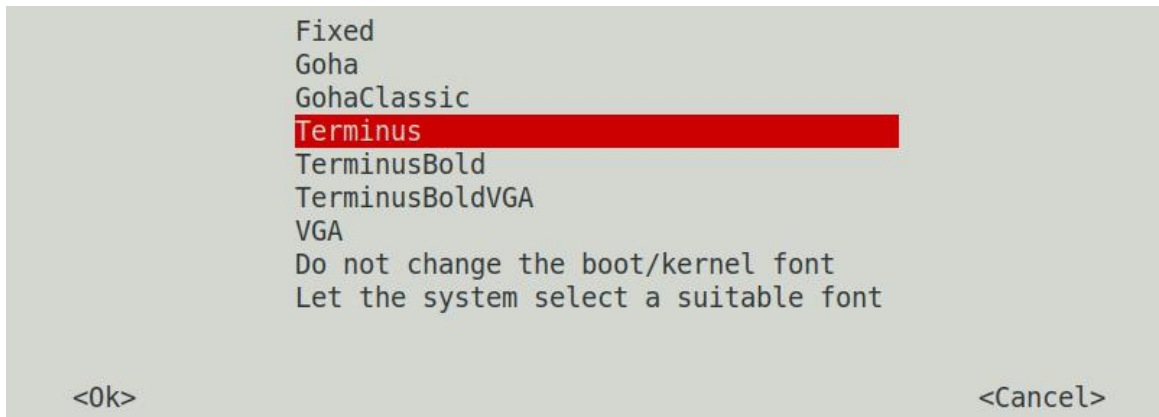 Fixed
Goha
GohaClassic
Terminus
TerminusBold
TerminusBoldVGA
VGA
Do not change the boot/kernel font
Let the system select a suitable font
<Ok> <Cancel>